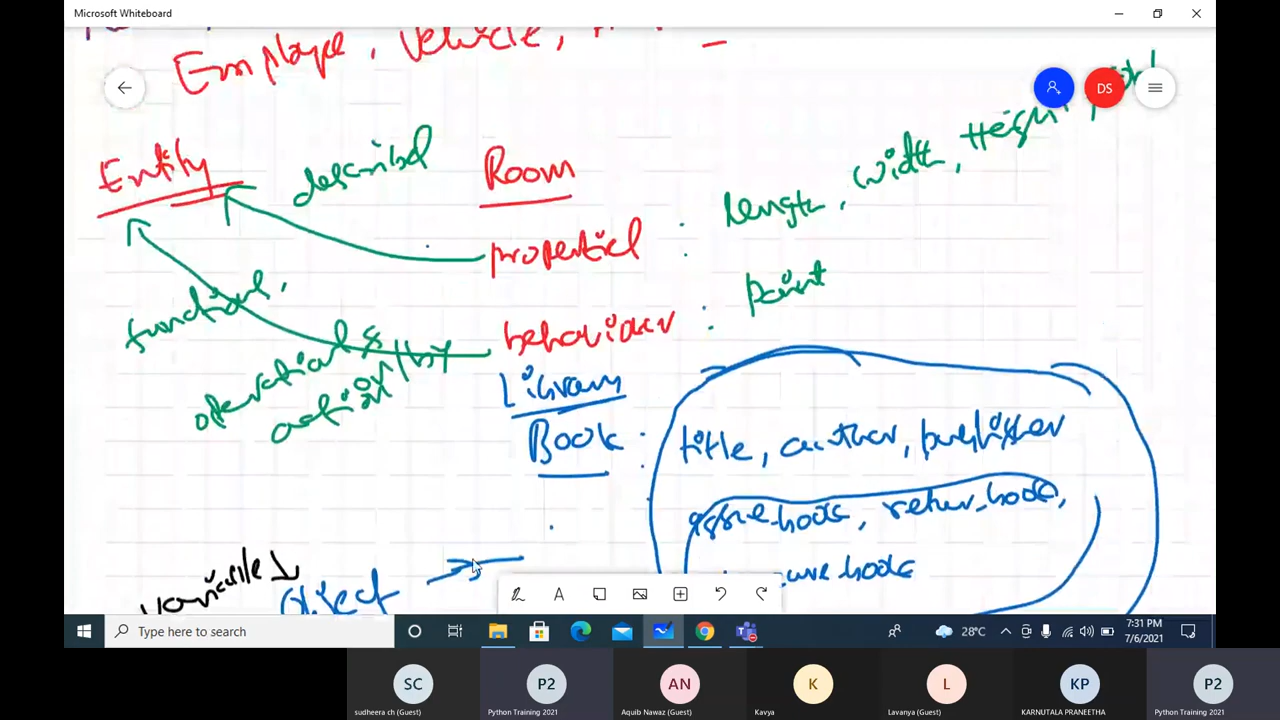 Microsoft Whiteboard
Employee, Vehicle,
Entity described Room length, width, Height,
properties :
functions, behaviour : paint
operations &
action Library
Book : title, author, publisher
issue_book, return_book,
book
variable Object
DS
A
Type here to search
28°C
7:31 PM
7/6/2021
SC P2 AN K L KP P2
sudheera ch (Guest) Python Training 2021 Aquib Nawaz (Guest) Kavya Lavanya (Guest) KARNUTALA PRANEETHA Python Training 2021